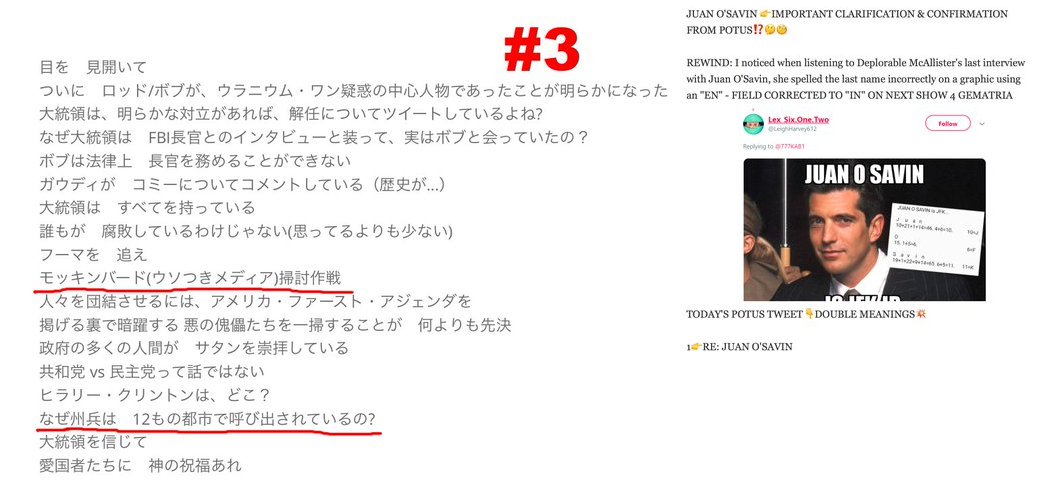 #3
目を　見開いて
ついに　ロッド/ボブが、ウラニウム・ワン疑惑の中心人物であったことが明らかになった
大統領は、明らかな対立があれば、解任についてツイートしているよね?
なぜ大統領は　FBI長官とのインタビューと装って、実はボブと会っていたの？
ボブは法律上　長官を務めることができない
ガウディが　コミーについてコメントしている（歴史が...）
大統領は　すべてを持っている
誰もが　腐敗しているわけじゃない(思ってるよりも少ない)
フーマを　追え
モッキンバード(ウソつきメディア)掃討作戦
人々を団結させるには、アメリカ・ファースト・アジェンダを
掲げる裏で暗躍する 悪の傀儡たちを一掃することが　何よりも先決
政府の多くの人間が　サタンを崇拝している
共和党 vs 民主党って話ではない
ヒラリー・クリントンは、どこ？
なぜ州兵は　12もの都市で呼び出されているの?
大統領を信じて
愛国者たちに　神の祝福あれ
JUAN O'SAVIN 👉IMPORTANT CLARIFICATION & CONFIRMATION
FROM POTUS⁉️🤔🧐
REWIND: I noticed when listening to Deplorable McAllister's last interview
with Juan O'Savin, she spelled the last name incorrectly on a graphic using
an "EN" - FIELD CORRECTED TO "IN" ON NEXT SHOW 4 GEMATRIA
Lex_Six.One.Two
@LeighHarvey612
Follow
Replying to @777KAB1
JUAN O SAVIN
JUAN O SAVIN is JFK...
J u a n
10+21+1+14=46. 4+6=10. 10=J
O
15. 1+5=6. 6=F
S a v i n
19+1+22+9+14=65. 6+5=11. 11=K
IS JFK JR
TODAY'S POTUS TWEET 👇DOUBLE MEANINGS💥
1👉RE: JUAN O'SAVIN